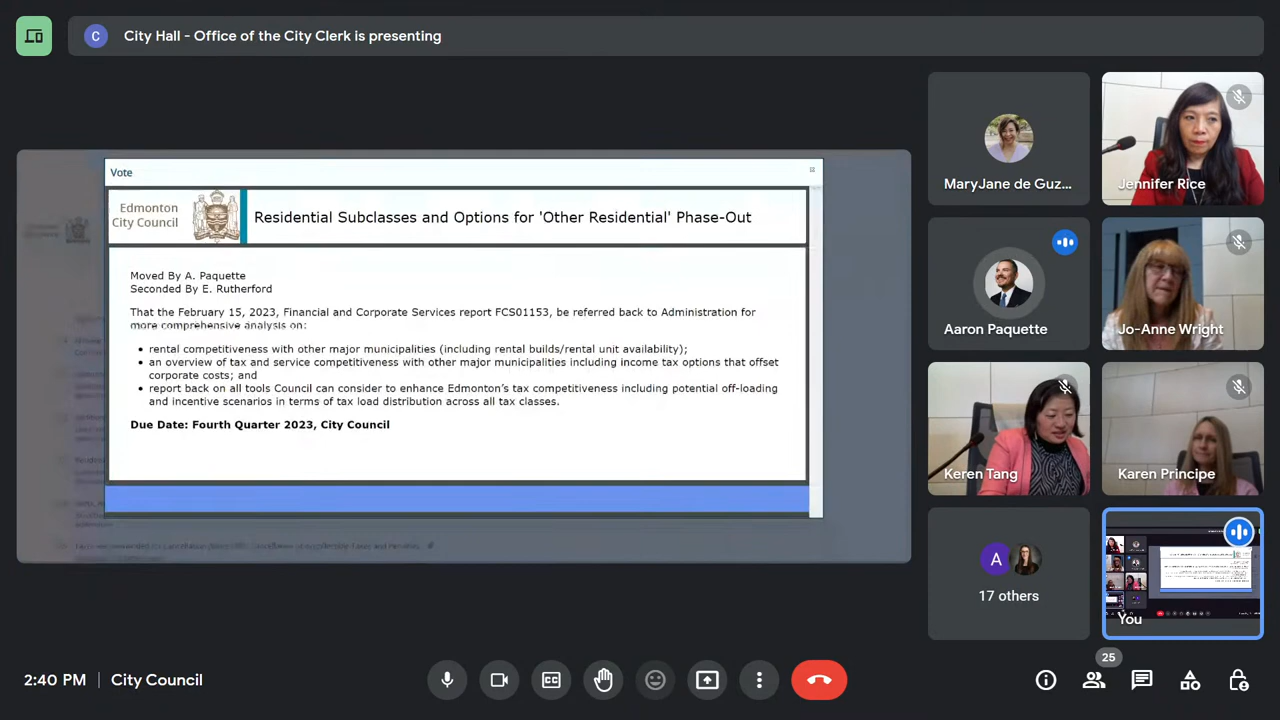 C
City Hall - Office of the City Clerk is presenting
Vote
Edmonton
City Council
Residential Subclasses and Options for 'Other Residential' Phase-Out
Moved By A. Paquette
Seconded By E. Rutherford
That the February 15, 2023, Financial and Corporate Services report FCS01153, be referred back to Administration for
more comprehensive analysis on:
• rental competitiveness with other major municipalities (including rental builds/rental unit availability);
• an overview of tax and service competitiveness with other major municipalities including income tax options that offset
corporate costs; and
• report back on all tools Council can consider to enhance Edmonton's tax competitiveness including potential off-loading
and incentive scenarios in terms of tax load distribution across all tax classes.
Due Date: Fourth Quarter 2023, City Council
MaryJane de Guz...
Jennifer Rice
Aaron Paquette
Jo-Anne Wright
Keren Tang
Karen Principe
A
17 others
You
2:40 PM | City Council
CC
25